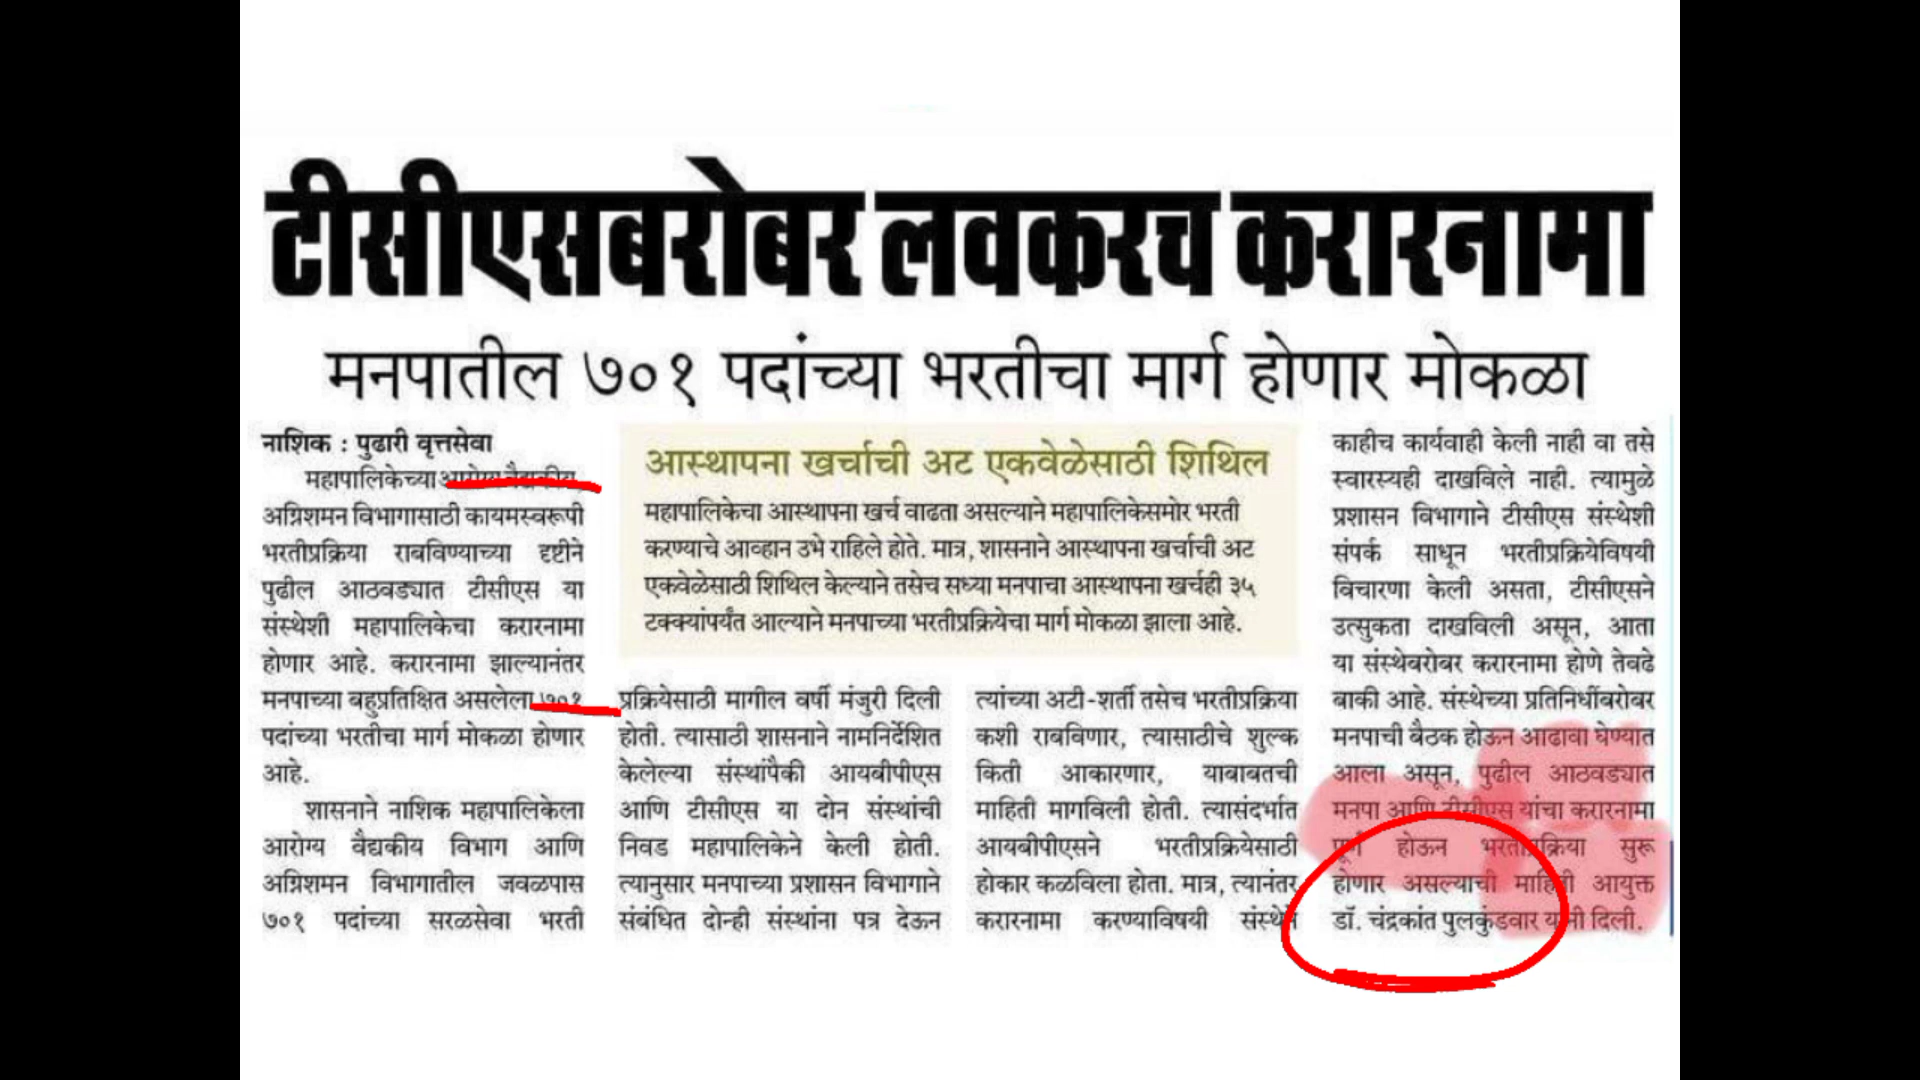 टीसीएसबरोबर लवकरच करारनामा
मनपातील ७०१ पदांच्या भरतीचा मार्ग होणार मोकळा
नाशिक : पुढारी वृत्तसेवा
महापालिकेच्या आरोग्य वैद्यकीय,
अग्निशमन विभागासाठी कायमस्वरूपी
भरतीप्रक्रिया राबविण्याच्या दृष्टीने
पुढील आठवड्यात टीसीएस या
संस्थेशी महापालिकेचा करारनामा
होणार आहे. करारनामा झाल्यानंतर
मनपाच्या बहुप्रतिक्षित असलेला ७०१
पदांच्या भरतीचा मार्ग मोकळा होणार
आहे.
शासनाने नाशिक महापालिकेला
आरोग्य वैद्यकीय विभाग आणि
अग्निशमन विभागातील जवळपास
७०१ पदांच्या सरळसेवा भरती
आस्थापना खर्चाची अट एकवेळेसाठी शिथिल
महापालिकेचा आस्थापना खर्च वाढता असल्याने महापालिकेसमोर भरती
करण्याचे आव्हान उभे राहिले होते. मात्र, शासनाने आस्थापना खर्चाची अट
एकवेळेसाठी शिथिल केल्याने तसेच सध्या मनपाचा आस्थापना खर्चही ३५
टक्क्यांपर्यंत आल्याने मनपाच्या भरतीप्रक्रियेचा मार्ग मोकळा झाला आहे.
प्रक्रियेसाठी मागील वर्षी मंजुरी दिली
होती. त्यासाठी शासनाने नामनिर्देशित
केलेल्या संस्थांपैकी आयबीपीएस
आणि टीसीएस या दोन संस्थांची
निवड महापालिकेने केली होती.
त्यानुसार मनपाच्या प्रशासन विभागाने
संबंधित दोन्ही संस्थांना पत्र देऊन
त्यांच्या अटी-शर्ती तसेच भरतीप्रक्रिया
कशी राबविणार, त्यासाठीचे शुल्क
किती आकारणार, याबाबतची
माहिती मागविली होती. त्यासंदर्भात
आयबीपीएसने भरतीप्रक्रियेसाठी
होकार कळविला होता. मात्र, त्यानंतर
करारनामा करण्याविषयी संस्थेने
काहीच कार्यवाही केली नाही वा तसे
स्वारस्यही दाखविले नाही. त्यामुळे
प्रशासन विभागाने टीसीएस संस्थेशी
संपर्क साधून भरतीप्रक्रियेविषयी
विचारणा केली असता, टीसीएसने
उत्सुकता दाखविली असून, आता
या संस्थेबरोबर करारनामा होणे तेवढे
बाकी आहे. संस्थेच्या प्रतिनिधींबरोबर
मनपाची बैठक होऊन आढावा घेण्यात
आला असून, पुढील आठवड्यात
मनपा आणि टीसीएस यांचा करारनामा
पूर्ण होऊन भरतीप्रक्रिया सुरू
होणार असल्याची माहिती आयुक्त
डॉ. चंद्रकांत पुलकुंडवार यांनी दिली.